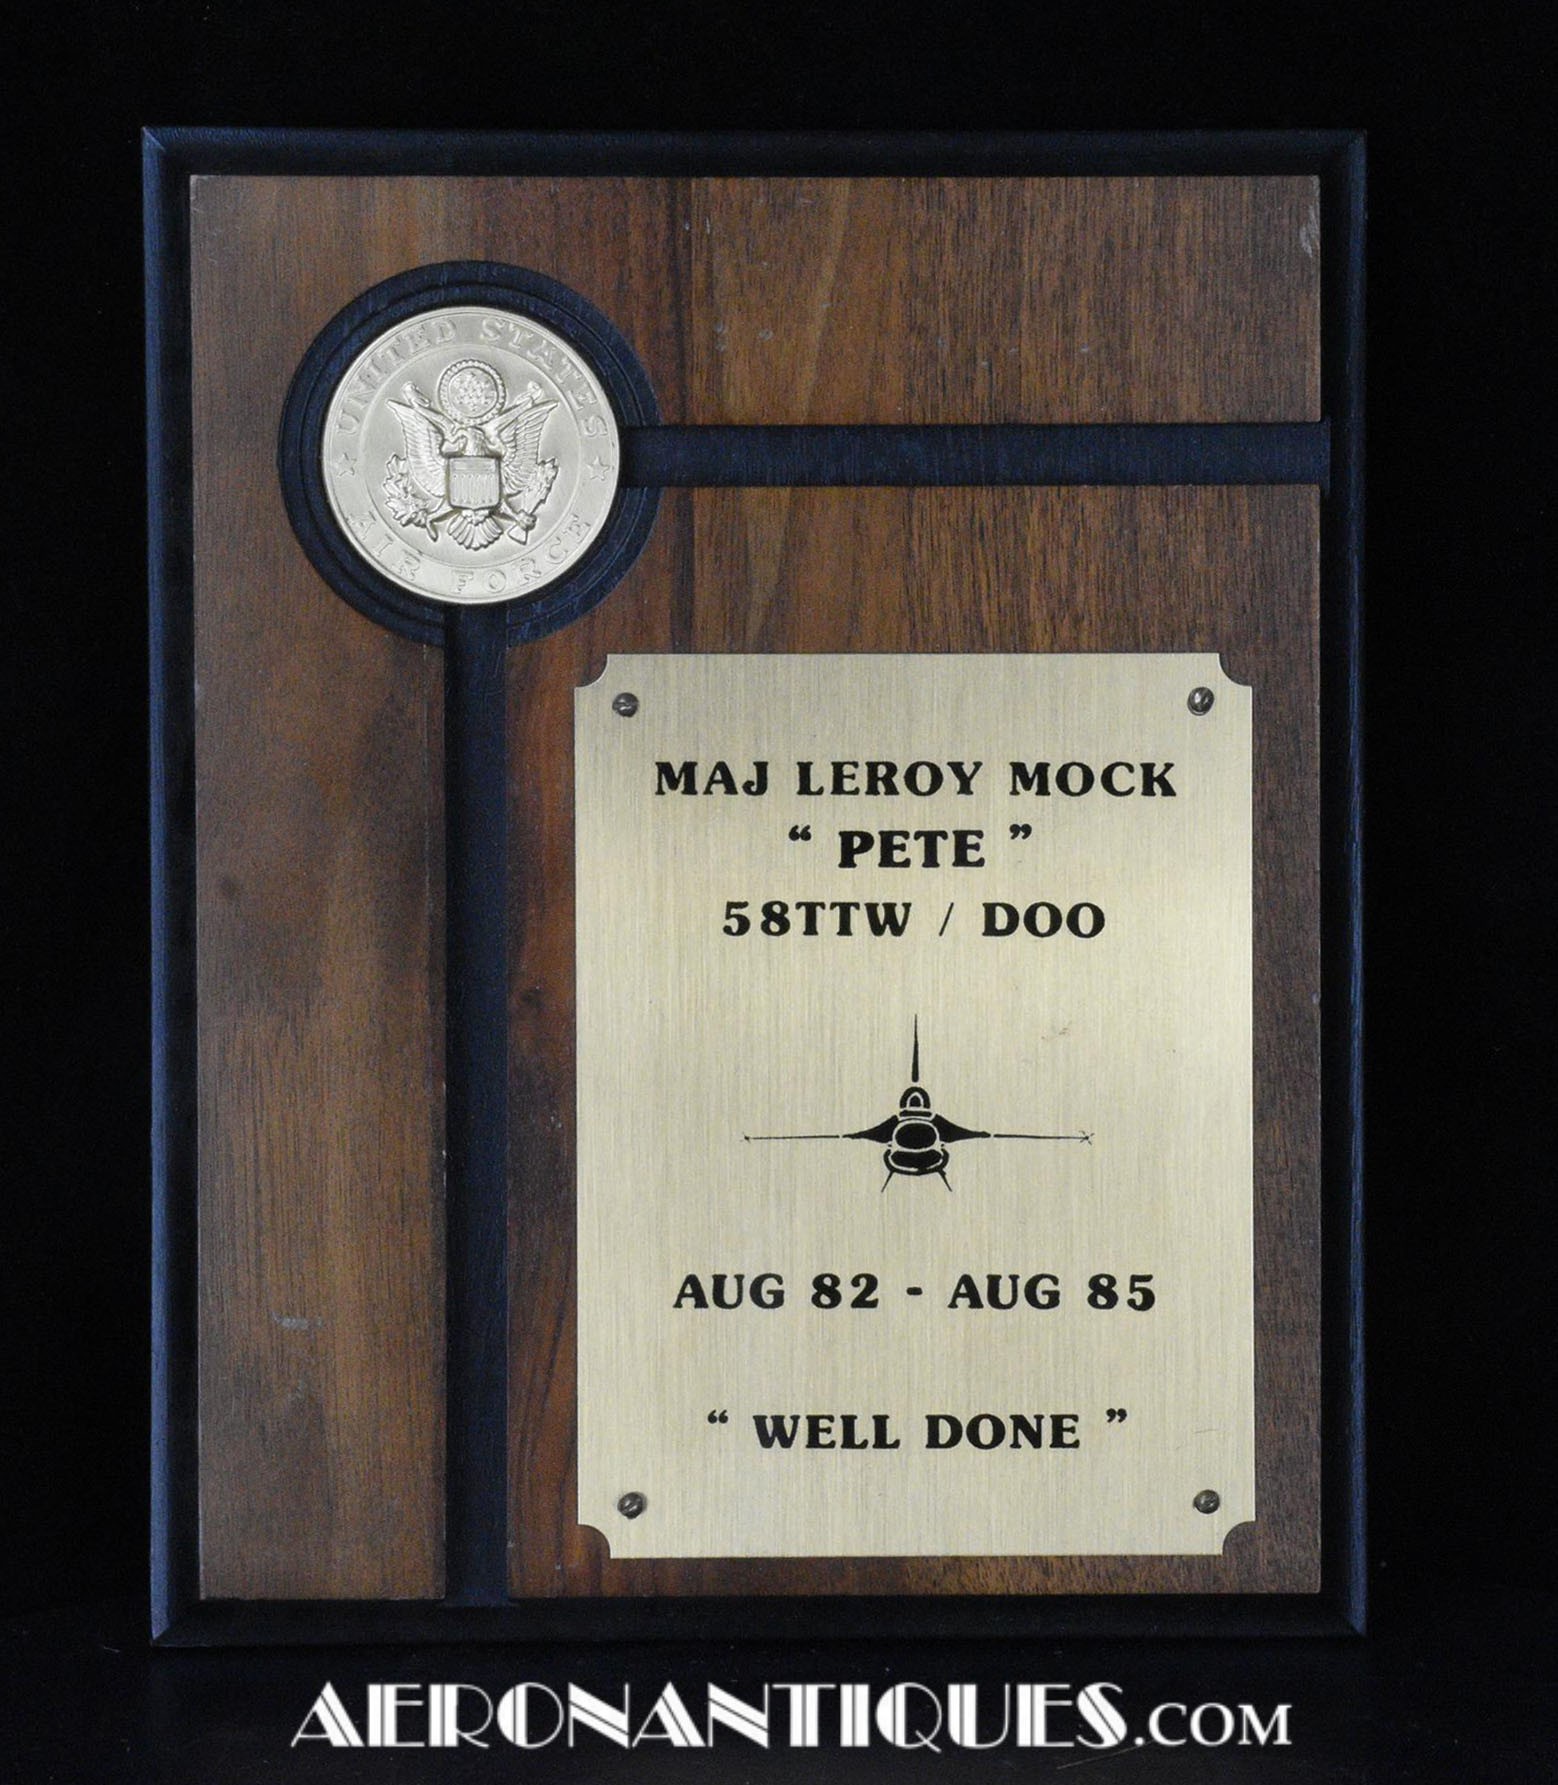 UNITED STATES
AIR FORCE
MAJ LEROY MOCK
“ PETE ”
58TTW / DOO
AUG 82 - AUG 85
“ WELL DONE ”
AERONANTIQUES.COM